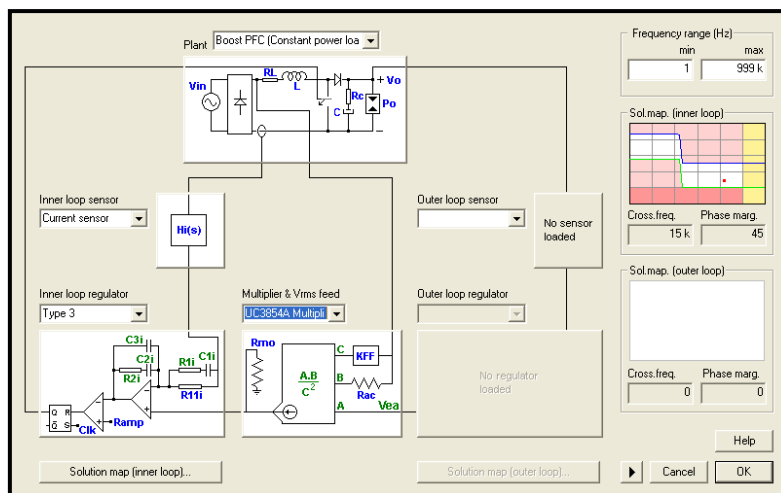 Plant
Boost PFC (Constant power loa
Vin
RL
L
+ Vo
Rc
C
Po
−
Frequency range (Hz)
min
max
1
999 k
Sol.map. (inner loop)
Cross.freq.
Phase marg.
15 k
45
Inner loop sensor
Current sensor
Hi(s)
Outer loop sensor
No sensor
loaded
Inner loop regulator
Type 3
Multiplier & Vrms feed
UC3854A Multipli
Outer loop regulator
Sol.map. (outer loop)
Cross.freq.
Phase marg.
0
0
C3i
C2i
R2i
R1i
C1i
R11i
Q R
Q S
Clk
Ramp
Rmo
A.B
C²
C
B
A
KFF
Rac
Vea
No regulator
loaded
Solution map (inner loop)...
Solution map (outer loop)...
Help
Cancel
OK